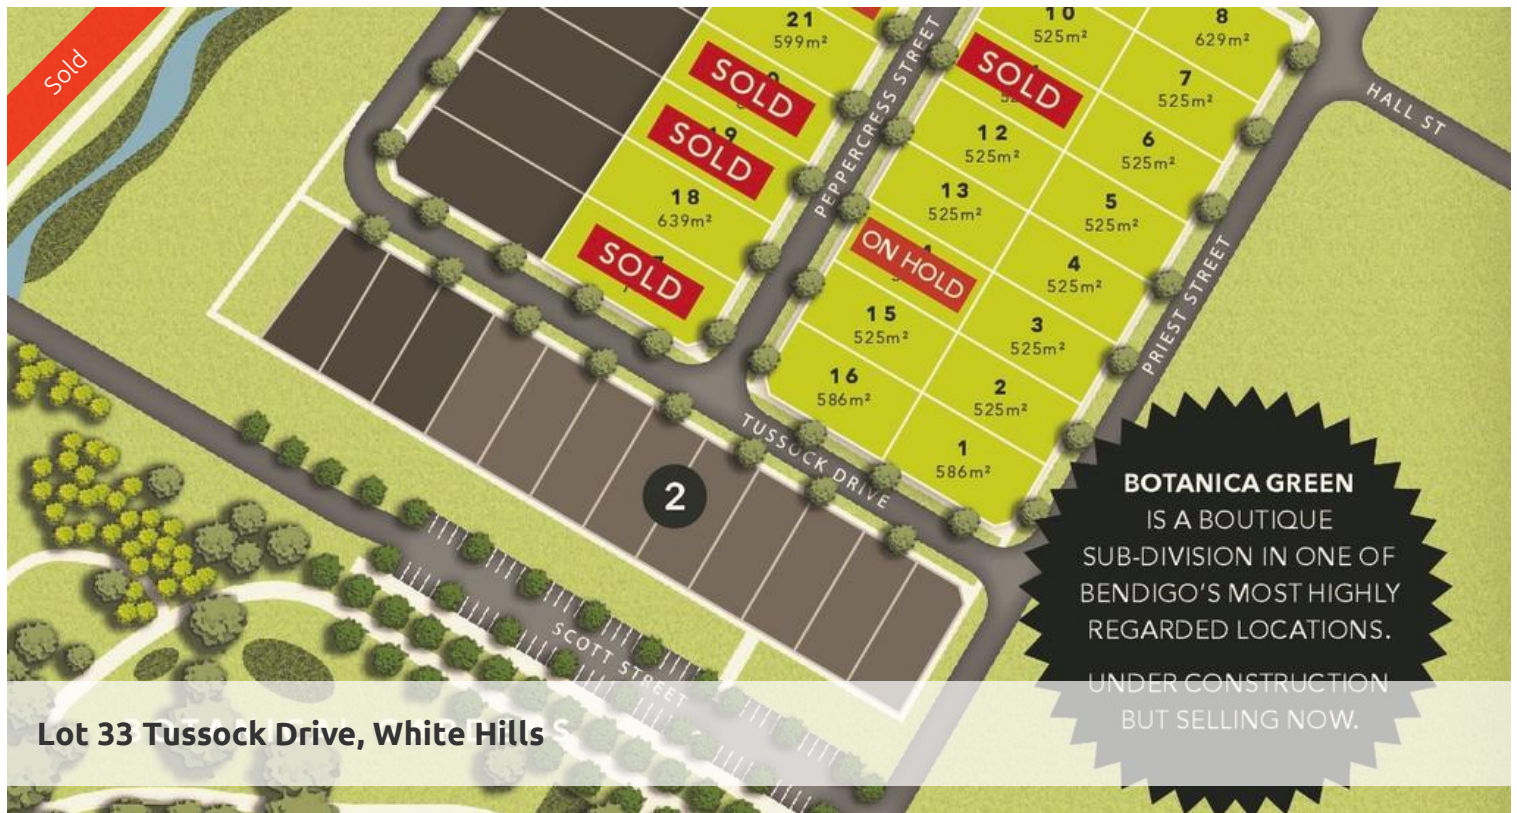 Sold
21
599m²
SOLD
SOLD
18
639m²
SOLD
PEPPERCRESS STREET
10
525m²
SOLD
12
525m²
13
525m²
ON HOLD
15
525m²
16
586m²
8
629m²
7
525m²
6
525m²
5
525m²
4
525m²
3
525m²
2
525m²
1
586m²
HALL ST
PRIEST STREET
TUSSOCK DRIVE
2
SCOTT STREET
BOTANICA GREEN
IS A BOUTIQUE
SUB-DIVISION IN ONE OF
BENDIGO'S MOST HIGHLY
REGARDED LOCATIONS.
UNDER CONSTRUCTION
BUT SELLING NOW.
Lot 33 Tussock Drive, White Hills